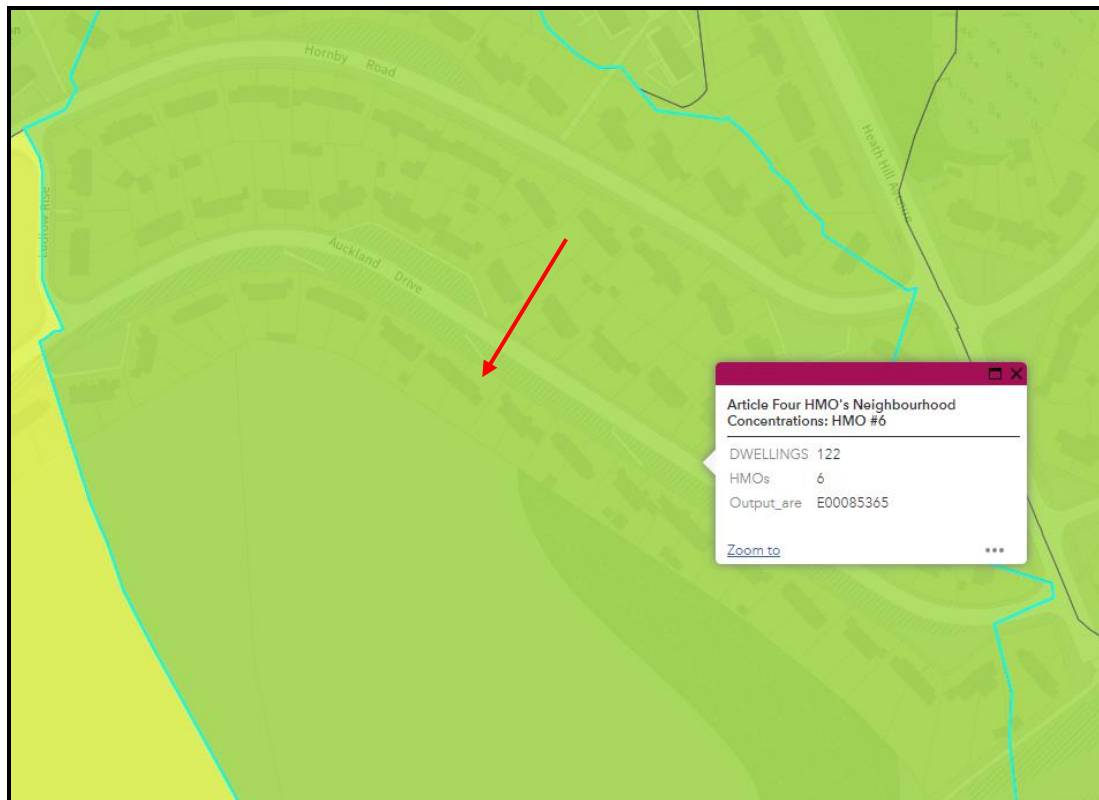 Hornby Road
Heath Hill Avenue
Ludlow Rise
Auckland Drive
Article Four HMO's Neighbourhood
Concentrations: HMO #6
DWELLINGS 122
HMOs 6
Output_are E00085365
Zoom to